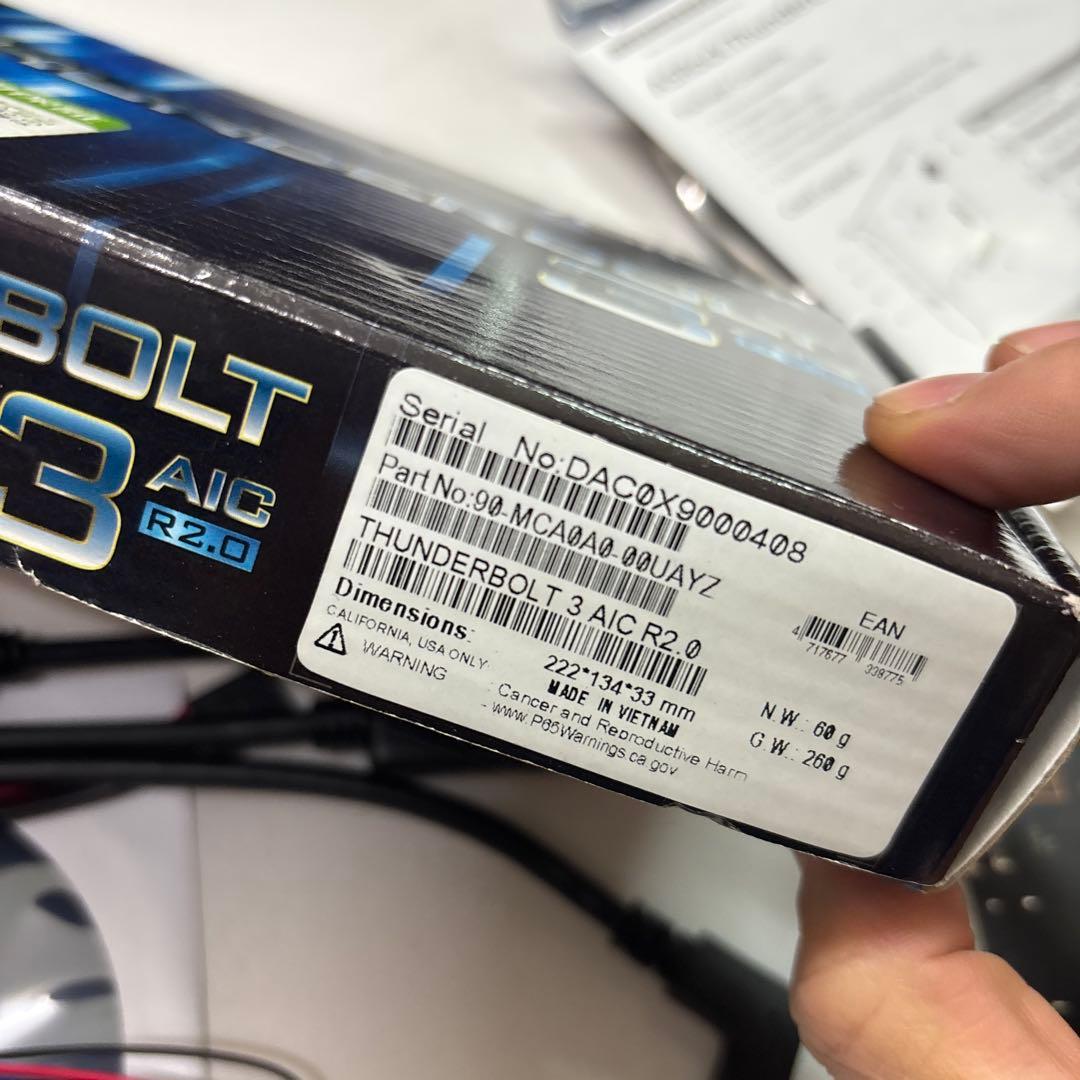 BOLT
3 AIC
R2.0
Serial No:DAC0X9000408
Part No:90-MCA0A0-00UAYZ
THUNDERBOLT 3 AIC R2.0
Dimensions:
222*134*33 mm
CALIFORNIA, USA ONLY
MADE IN VIETNAM
WARNING
Cancer and Reproductive Harm
- www.P65Warnings.ca.gov
EAN
4 717677 339775
N.W.: 60 g
G.W.: 260 g